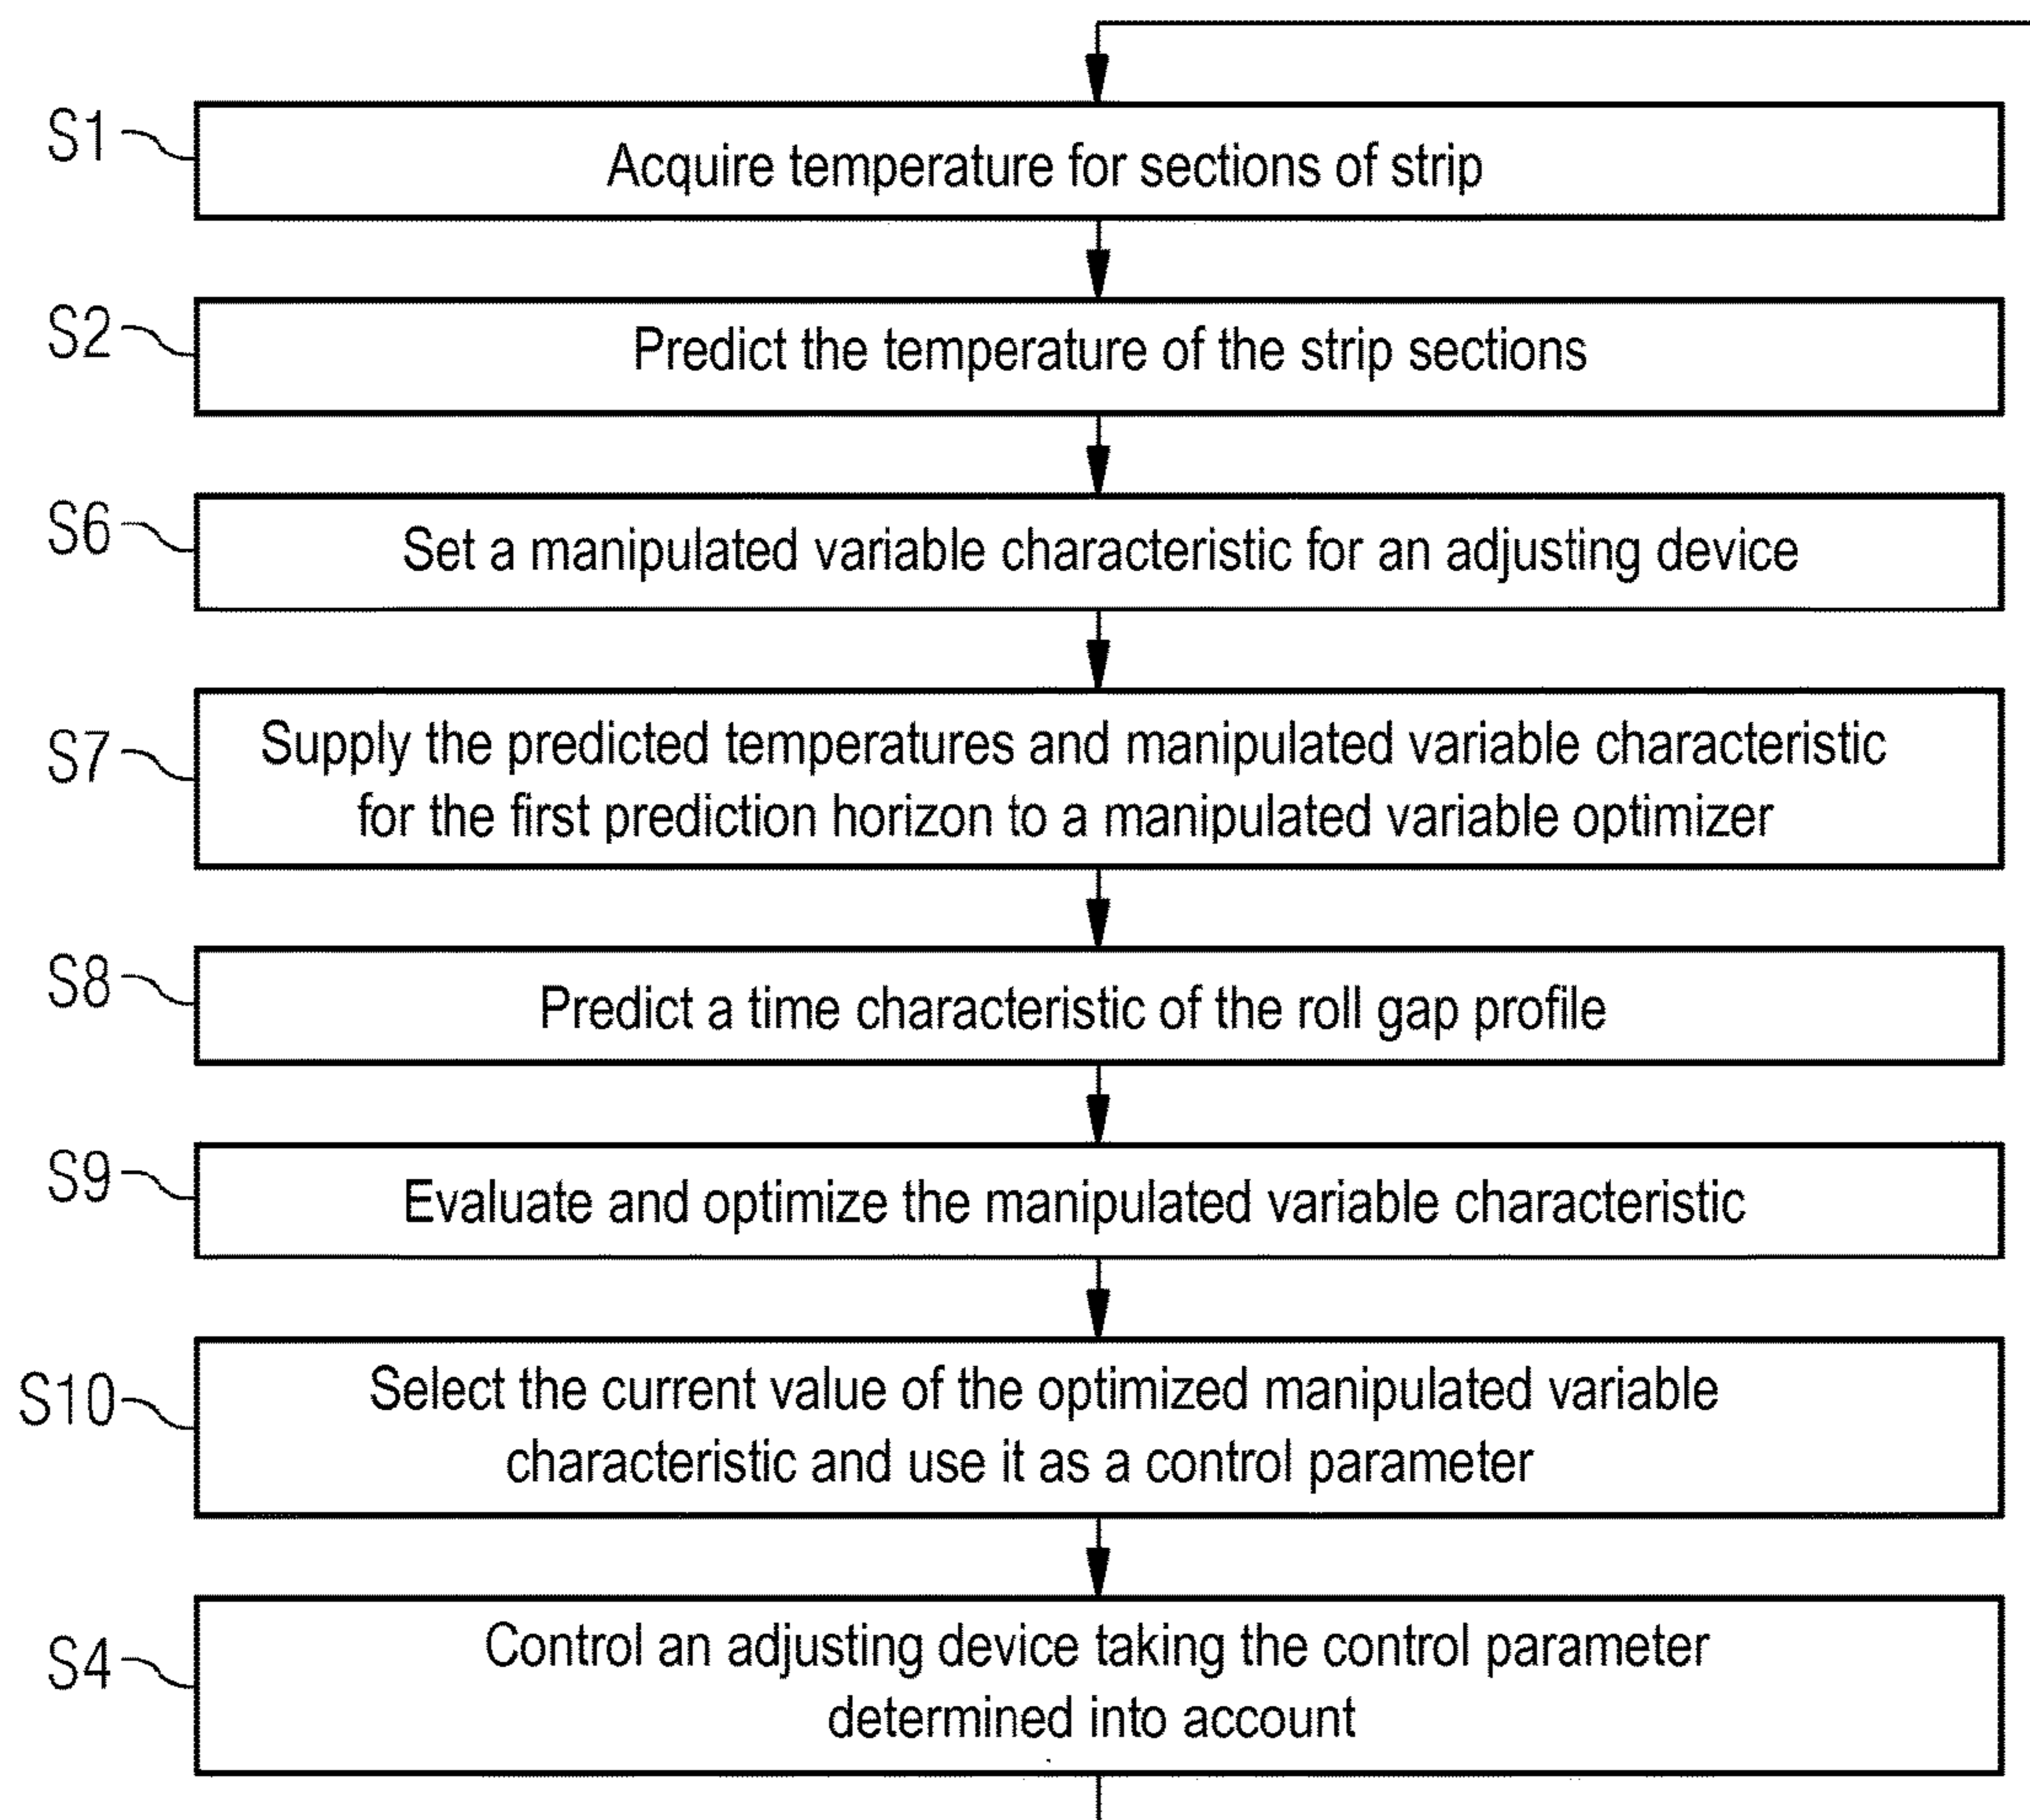 S1
Acquire temperature for sections of strip
S2
Predict the temperature of the strip sections
S6
Set a manipulated variable characteristic for an adjusting device
S7
Supply the predicted temperatures and manipulated variable characteristic
for the first prediction horizon to a manipulated variable optimizer
S8
Predict a time characteristic of the roll gap profile
S9
Evaluate and optimize the manipulated variable characteristic
S10
Select the current value of the optimized manipulated variable
characteristic and use it as a control parameter
S4
Control an adjusting device taking the control parameter
determined into account